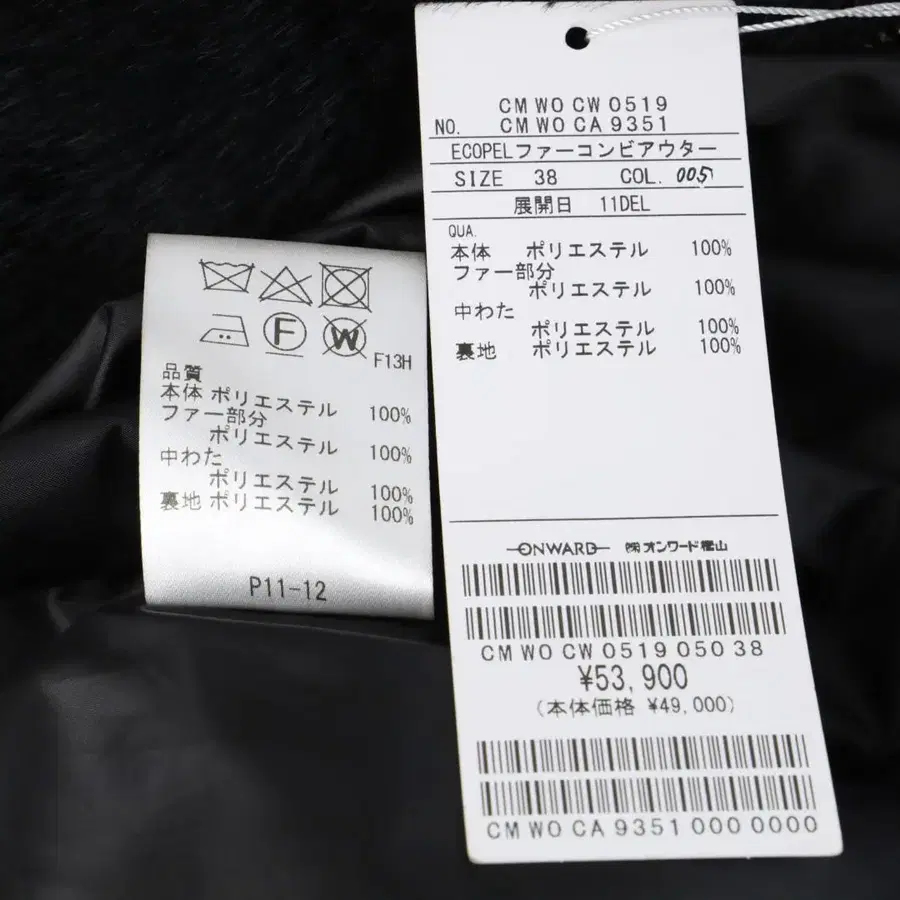 CM WO CW 0519
NO. CM WO CA 9351
ECOPELファーコンビアウター
SIZE 38 COL. 005
展開日 11DEL
QUA.
本体 ポリエステル 100%
ファー部分
ポリエステル 100%
中わた
ポリエステル 100%
裏地 ポリエステル 100%
ONWARD ㈱オンワード樫山
CM WO CW 0519 050 38
¥53,900
(本体価格 ¥49,000)
CM WO CA 9351 000 0000
F
W
F13H
品質
本体 ポリエステル 100%
ファー部分
ポリエステル 100%
中わた
ポリエステル 100%
裏地 ポリエステル 100%
P11-12